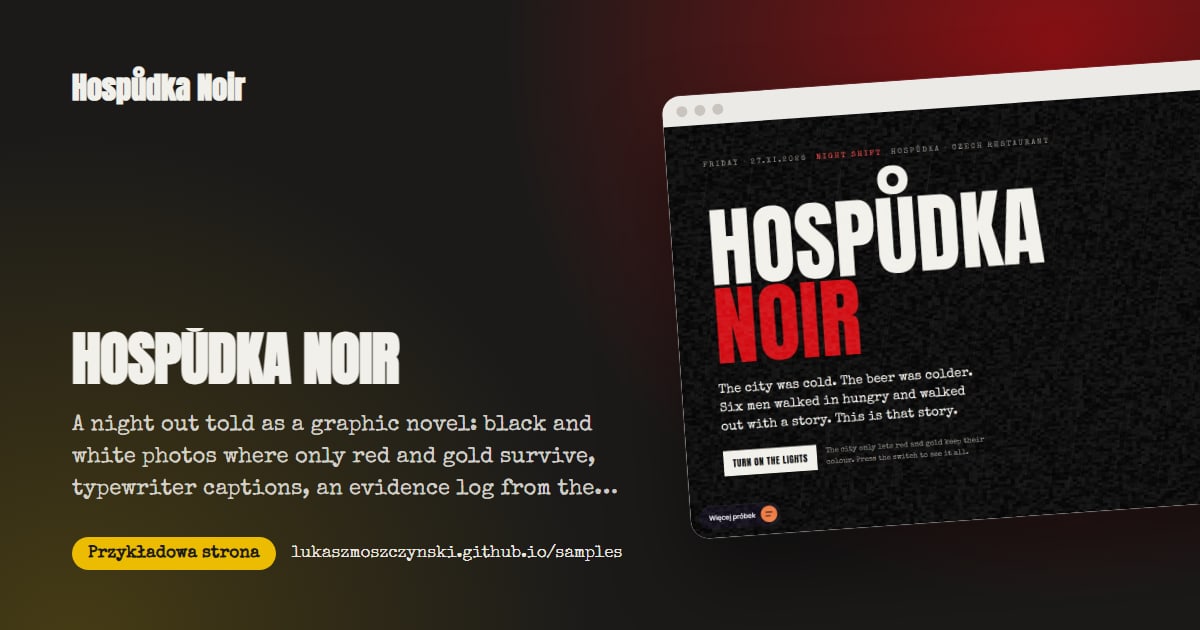 Hospůdka Noir
HOSPŮDKA NOIR
A night out told as a graphic novel: black and
white photos where only red and gold survive,
typewriter captions, an evidence log from the…
Przykładowa strona
lukaszmoszczynski.github.io/samples
FRIDAY · 27.XI.2026 NIGHT SHIFT HOSPŮDKA · CZECH RESTAURANT
HOSPŮDKA
NOIR
The city was cold. The beer was colder.
Six men walked in hungry and walked
out with a story. This is that story.
TURN ON THE LIGHTS
The city only lets red and gold keep their
colour. Press the switch to see it all.
Więcej próbek